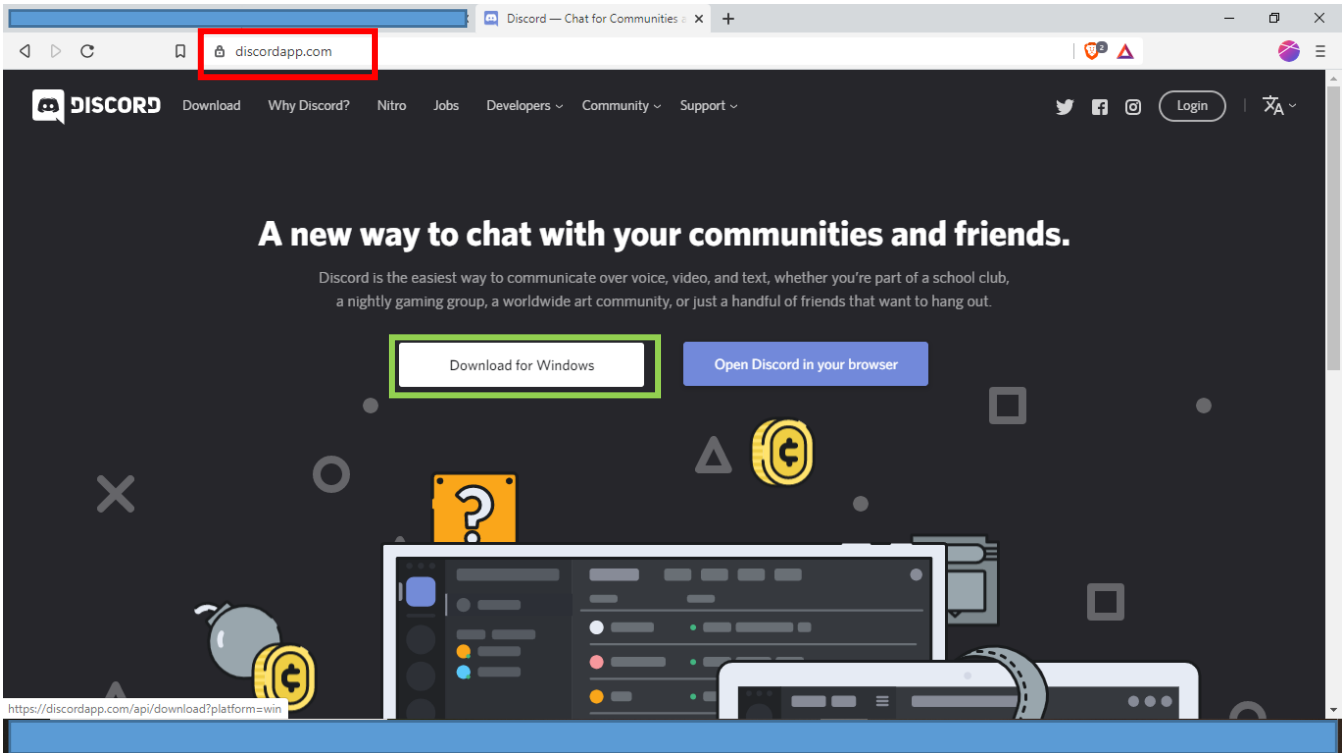 Discord — Chat for Communities a
discordapp.com
2
DISCORD Download Why Discord? Nitro Jobs Developers Community Support Login 文A
A new way to chat with your communities and friends.
Discord is the easiest way to communicate over voice, video, and text, whether you're part of a school club,
a nightly gaming group, a worldwide art community, or just a handful of friends that want to hang out.
Download for Windows Open Discord in your browser
?
https://discordapp.com/api/download?platform=win